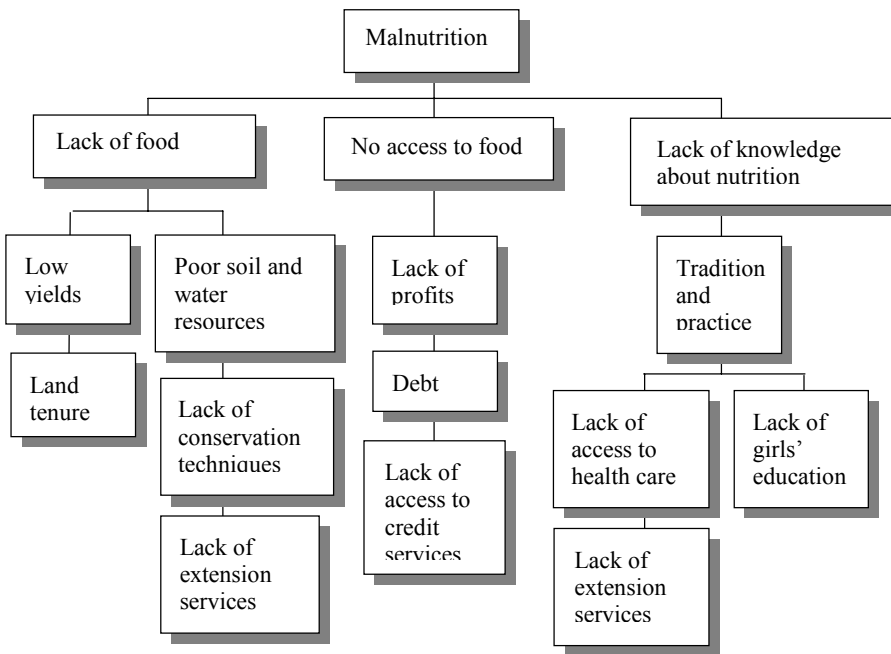 Malnutrition
Lack of food
No access to food
Lack of knowledge
about nutrition
Low
yields
Poor soil and
water
resources
Lack of
profits
Tradition
and
practice
Land
tenure
Lack of
conservation
techniques
Debt
Lack of
access to
health care
Lack of
girls’
education
Lack of
extension
services
Lack of
access to
credit
services
Lack of
extension
services